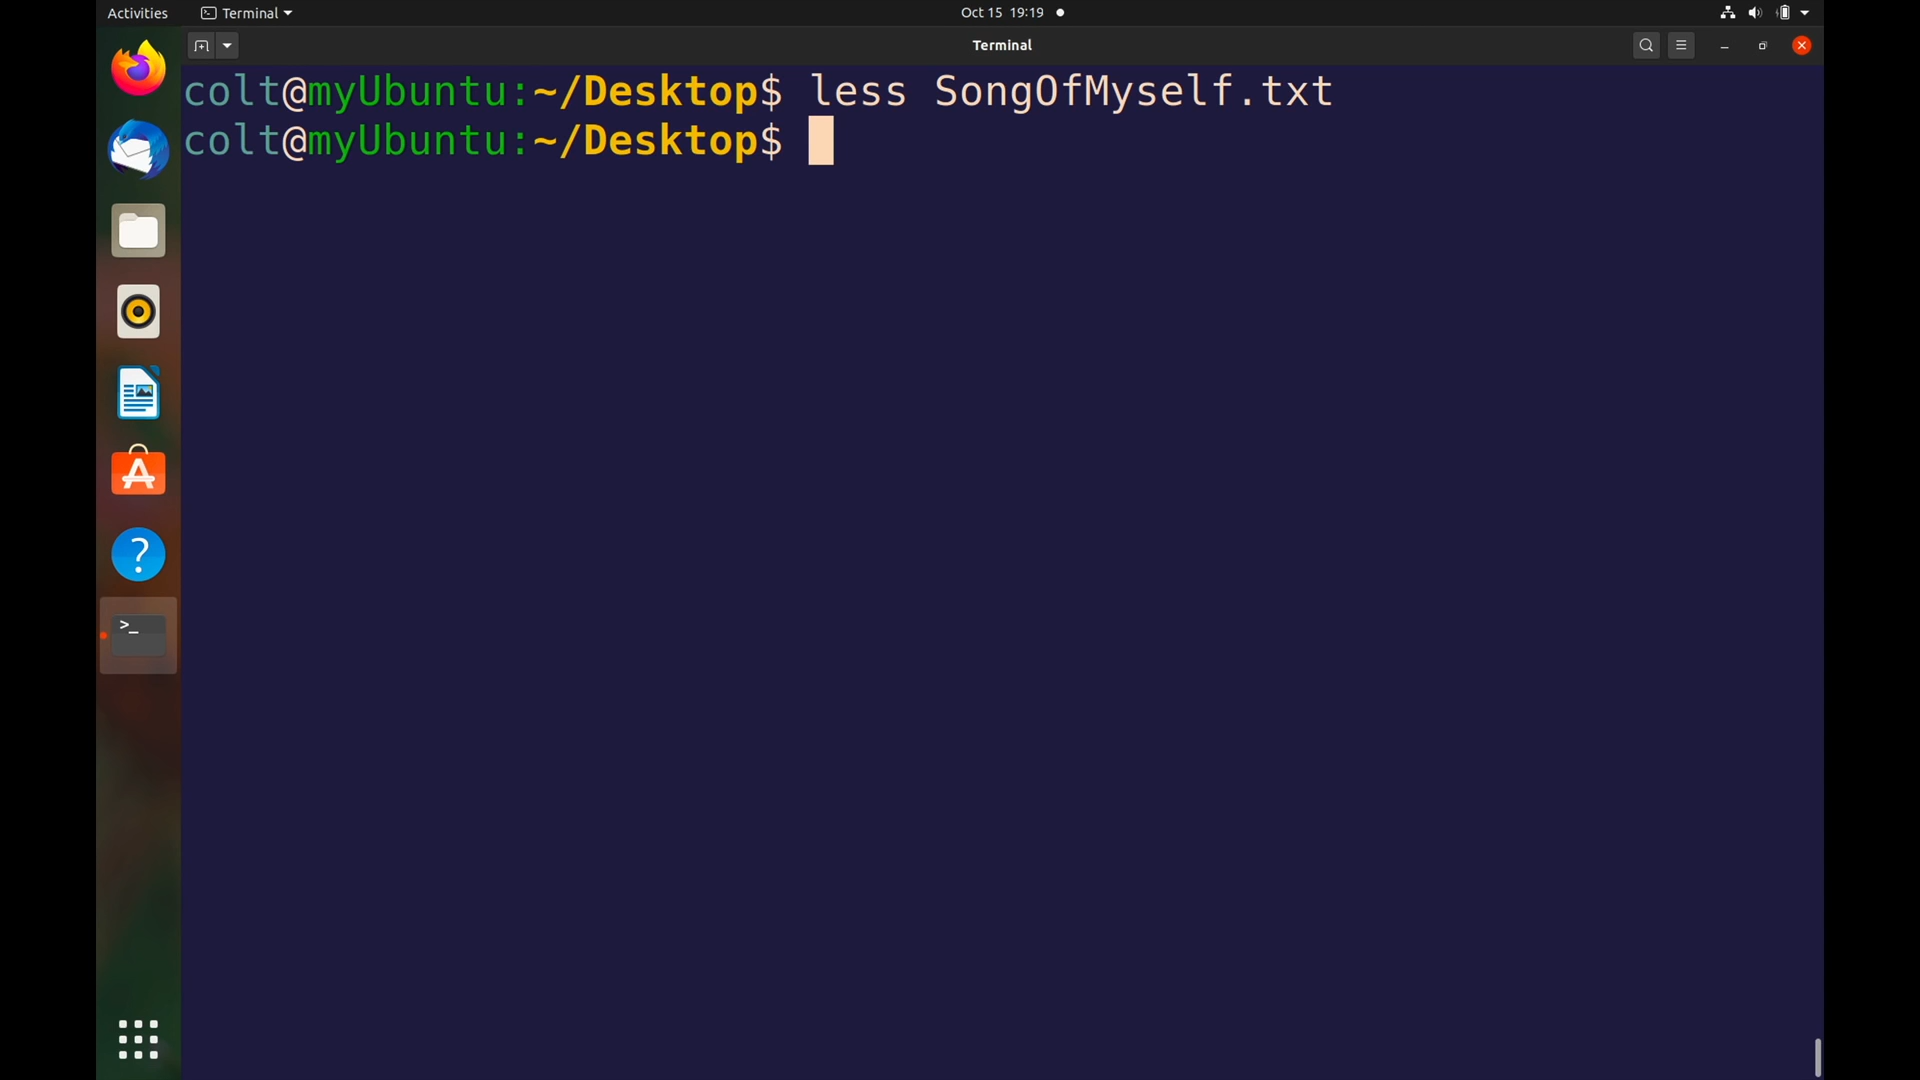 Activities Terminal Oct 15 19:19
Terminal
colt@myUbuntu:~/Desktop$ less SongOfMyself.txt
colt@myUbuntu:~/Desktop$